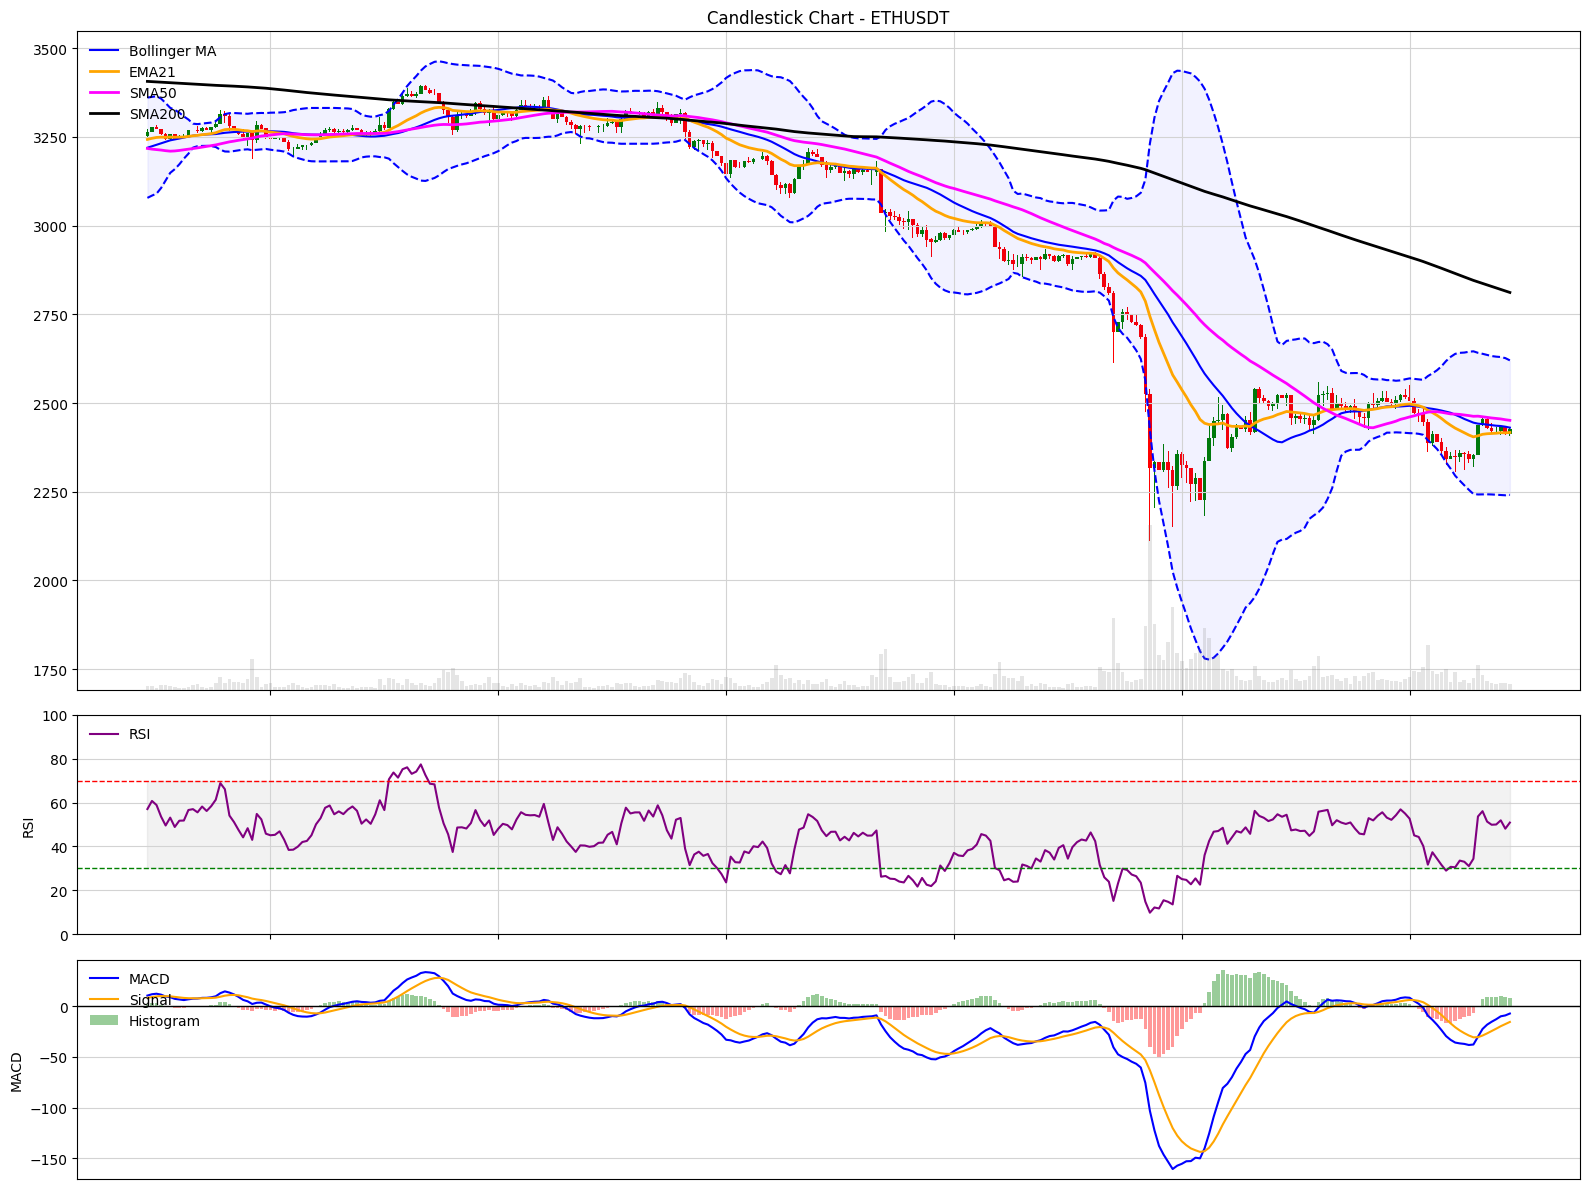 Candlestick Chart - ETHUSDT
3500
3250
3000
2750
2500
2250
2000
1750
Bollinger MA
EMA21
SMA50
SMA200
100
80
60
40
20
0
RSI
RSI
0
−50
−100
−150
MACD
MACD
Signal
Histogram